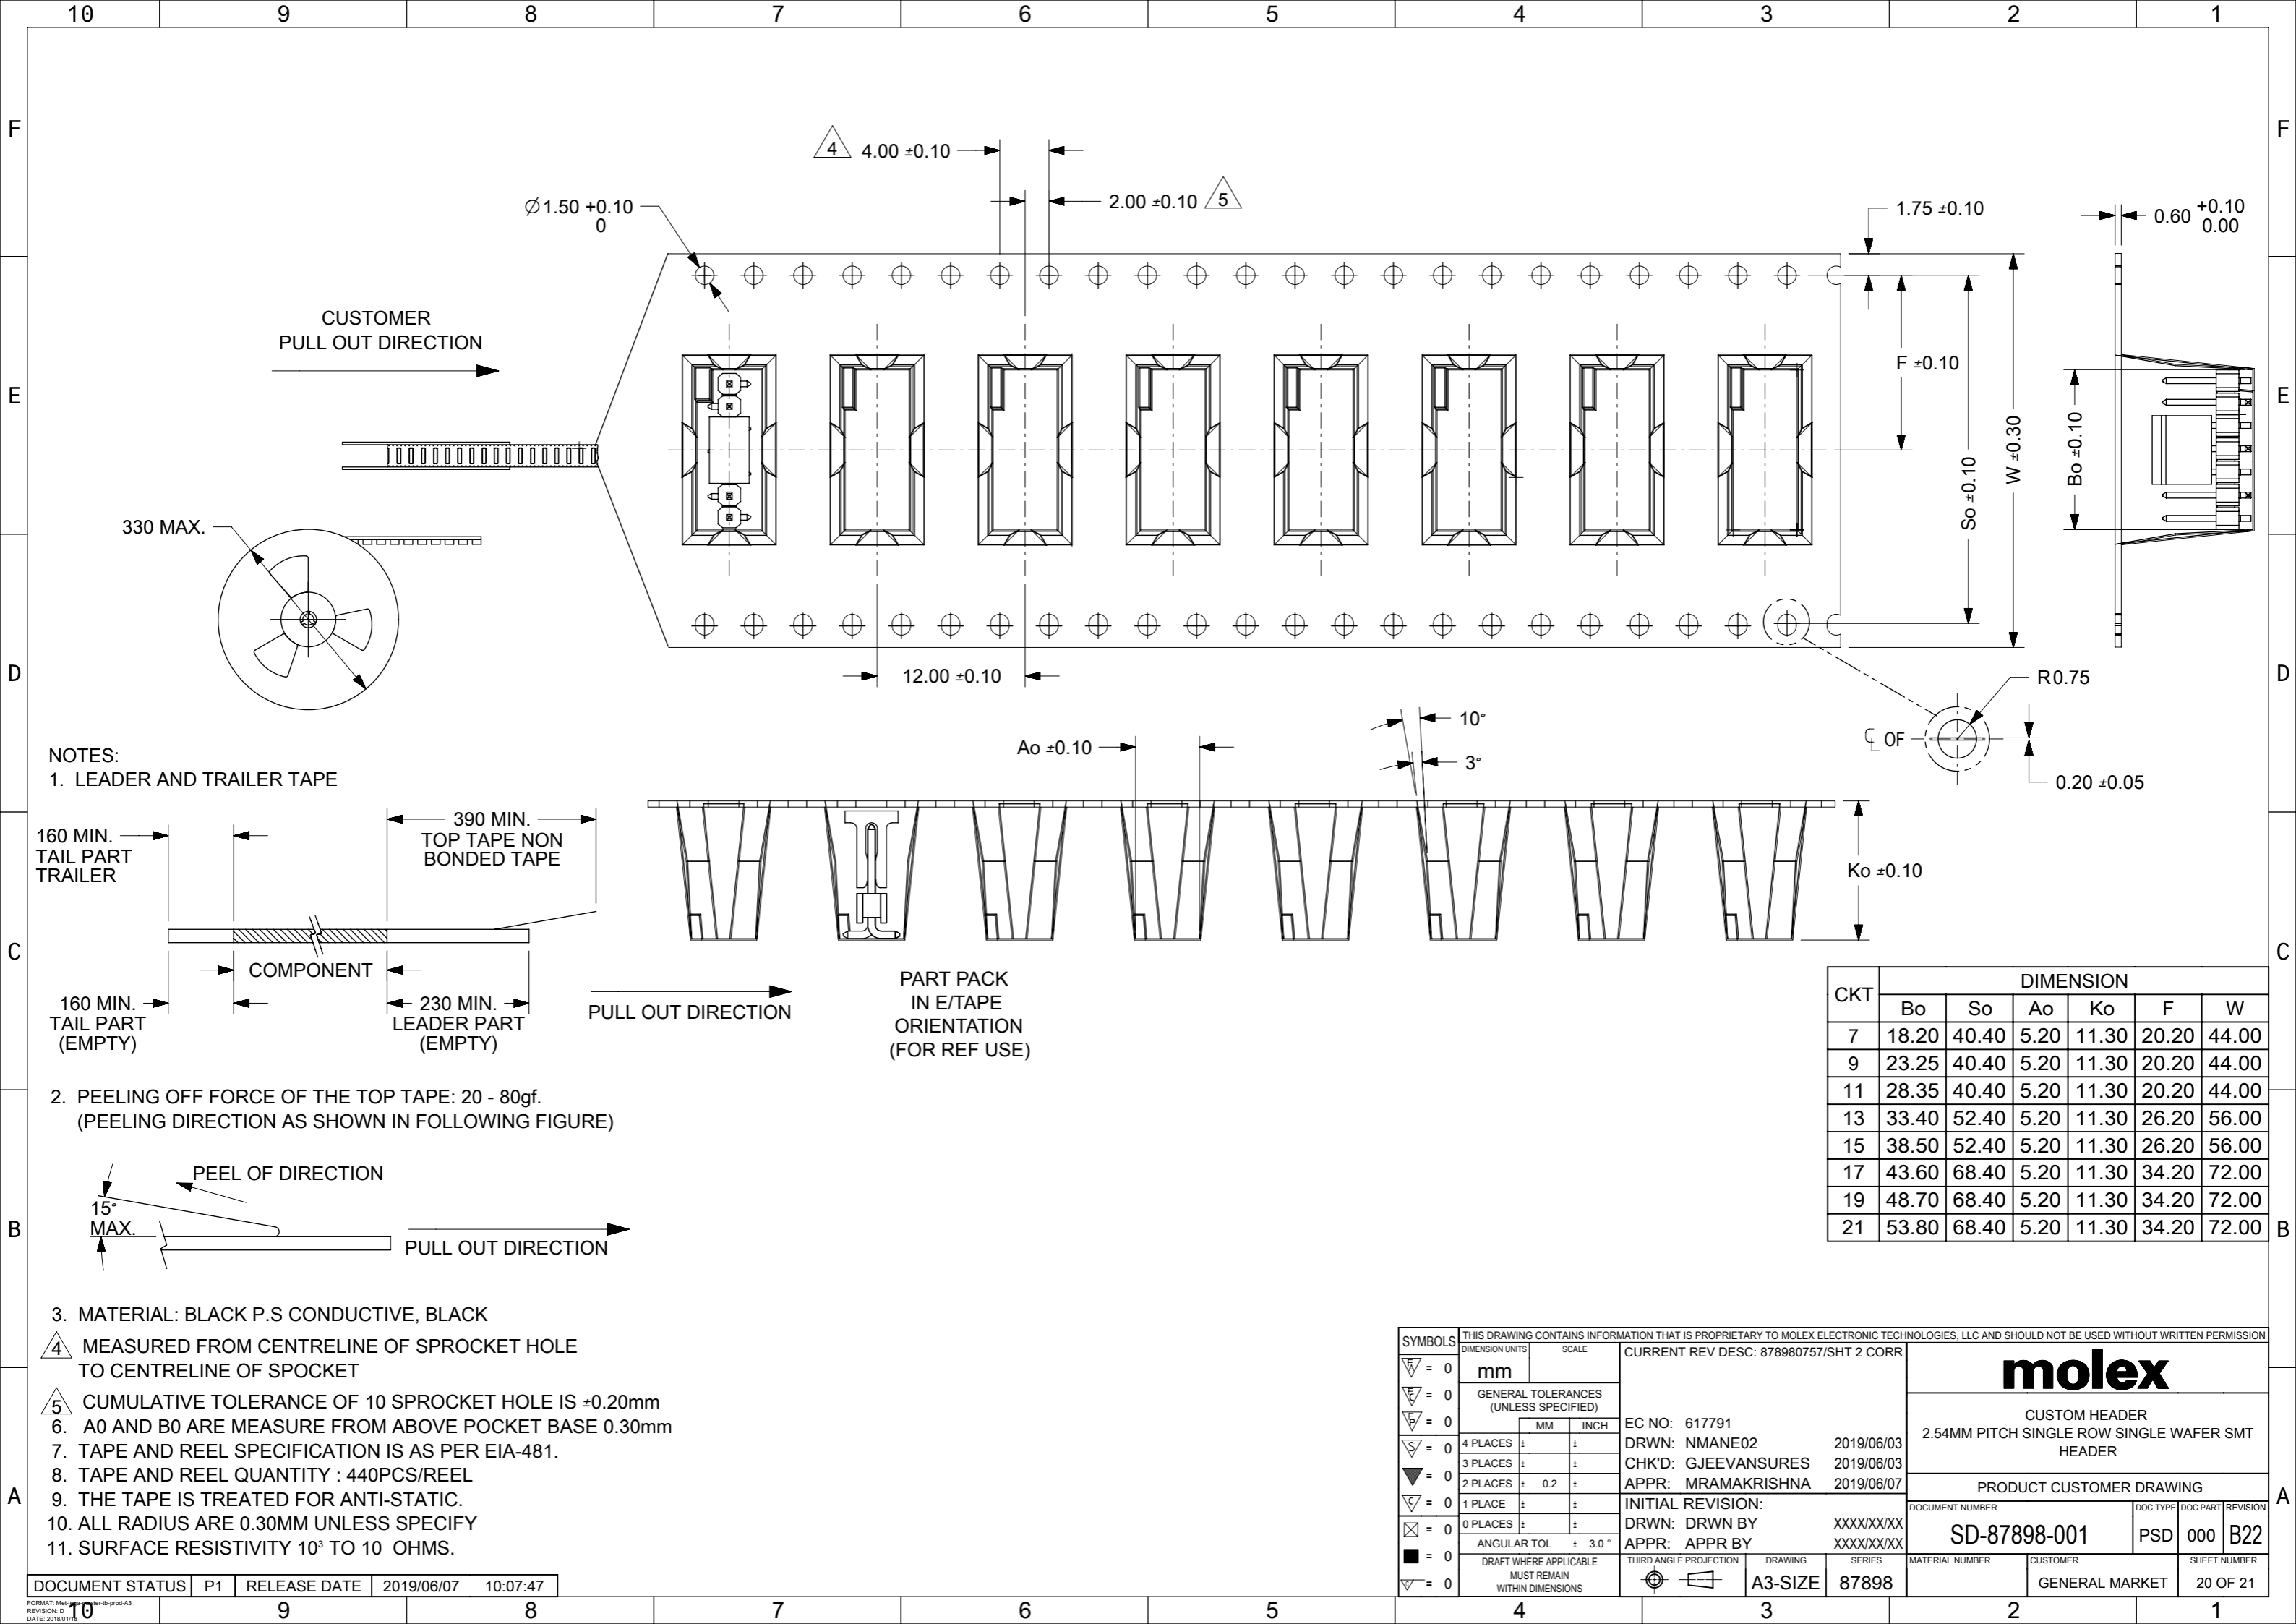 10 9 8 7 6 5 4 3 2 1
F
F
4
4.00 ±0.10
2.00 ±0.10
5
∅1.50 +0.10
0
1.75 ±0.10
0.60 +0.10
0.00
CUSTOMER
PULL OUT DIRECTION
E
E
F ±0.10
So ±0.10
W ±0.30
Bo ±0.10
330 MAX.
D
D
12.00 ±0.10
R0.75
℄ OF
0.20 ±0.05
NOTES:
1. LEADER AND TRAILER TAPE
Ao ±0.10
10°
3°
160 MIN.
TAIL PART
TRAILER
390 MIN.
TOP TAPE NON
BONDED TAPE
Ko ±0.10
C
C
COMPONENT
160 MIN.
TAIL PART
(EMPTY)
230 MIN.
LEADER PART
(EMPTY)
PULL OUT DIRECTION
PART PACK
IN E/TAPE
ORIENTATION
(FOR REF USE)
CKT DIMENSION
Bo So Ao Ko F W
7 18.20 40.40 5.20 11.30 20.20 44.00
9 23.25 40.40 5.20 11.30 20.20 44.00
11 28.35 40.40 5.20 11.30 20.20 44.00
13 33.40 52.40 5.20 11.30 26.20 56.00
15 38.50 52.40 5.20 11.30 26.20 56.00
17 43.60 68.40 5.20 11.30 34.20 72.00
19 48.70 68.40 5.20 11.30 34.20 72.00
21 53.80 68.40 5.20 11.30 34.20 72.00
2. PEELING OFF FORCE OF THE TOP TAPE: 20 - 80gf.
(PEELING DIRECTION AS SHOWN IN FOLLOWING FIGURE)
PEEL OF DIRECTION
15°
MAX.
PULL OUT DIRECTION
B
B
3. MATERIAL: BLACK P.S CONDUCTIVE, BLACK
4 MEASURED FROM CENTRELINE OF SPROCKET HOLE
TO CENTRELINE OF SPOCKET
5 CUMULATIVE TOLERANCE OF 10 SPROCKET HOLE IS ±0.20mm
6. A0 AND B0 ARE MEASURE FROM ABOVE POCKET BASE 0.30mm
7. TAPE AND REEL SPECIFICATION IS AS PER EIA-481.
8. TAPE AND REEL QUANTITY : 440PCS/REEL
9. THE TAPE IS TREATED FOR ANTI-STATIC.
10. ALL RADIUS ARE 0.30MM UNLESS SPECIFY
11. SURFACE RESISTIVITY 10³ TO 10 OHMS.
A
A
SYMBOLS
= 0
= 0
= 0
= 0
= 0
= 0
= 0
= 0
= 0
THIS DRAWING CONTAINS INFORMATION THAT IS PROPRIETARY TO MOLEX ELECTRONIC TECHNOLOGIES, LLC AND SHOULD NOT BE USED WITHOUT WRITTEN PERMISSION
DIMENSION UNITS SCALE
mm
GENERAL TOLERANCES
(UNLESS SPECIFIED)
MM INCH
4 PLACES ± ±
3 PLACES ± ±
2 PLACES ± 0.2 ±
1 PLACE ± ±
0 PLACES ± ±
ANGULAR TOL ± 3.0 °
DRAFT WHERE APPLICABLE
MUST REMAIN
WITHIN DIMENSIONS
CURRENT REV DESC: 878980757/SHT 2 CORR
EC NO: 617791
DRWN: NMANE02 2019/06/03
CHK'D: GJEEVANSURES 2019/06/03
APPR: MRAMAKRISHNA 2019/06/07
INITIAL REVISION:
DRWN: DRWN BY XXXX/XX/XX
APPR: APPR BY XXXX/XX/XX
THIRD ANGLE PROJECTION DRAWING SERIES
A3-SIZE 87898
molex
CUSTOM HEADER
2.54MM PITCH SINGLE ROW SINGLE WAFER SMT
HEADER
PRODUCT CUSTOMER DRAWING
DOCUMENT NUMBER DOC TYPE DOC PART REVISION
SD-87898-001 PSD 000 B22
MATERIAL NUMBER CUSTOMER SHEET NUMBER
GENERAL MARKET 20 OF 21
DOCUMENT STATUS P1 RELEASE DATE 2019/06/07 10:07:47
REVISION: D
10 9 8 7 6 5 4 3 2 1